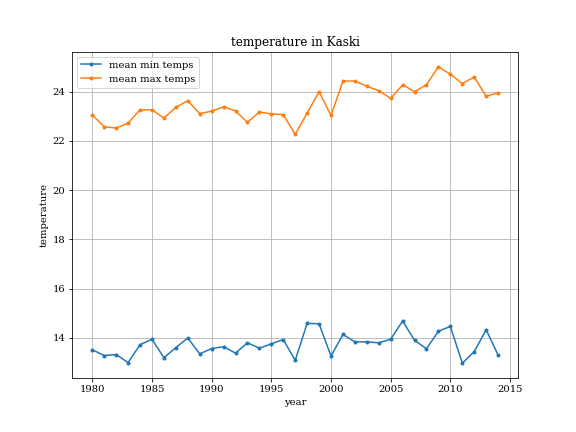 temperature in Kaski
mean min temps
mean max temps
24
22
20
18
16
14
temperature
1980 1985 1990 1995 2000 2005 2010 2015
year